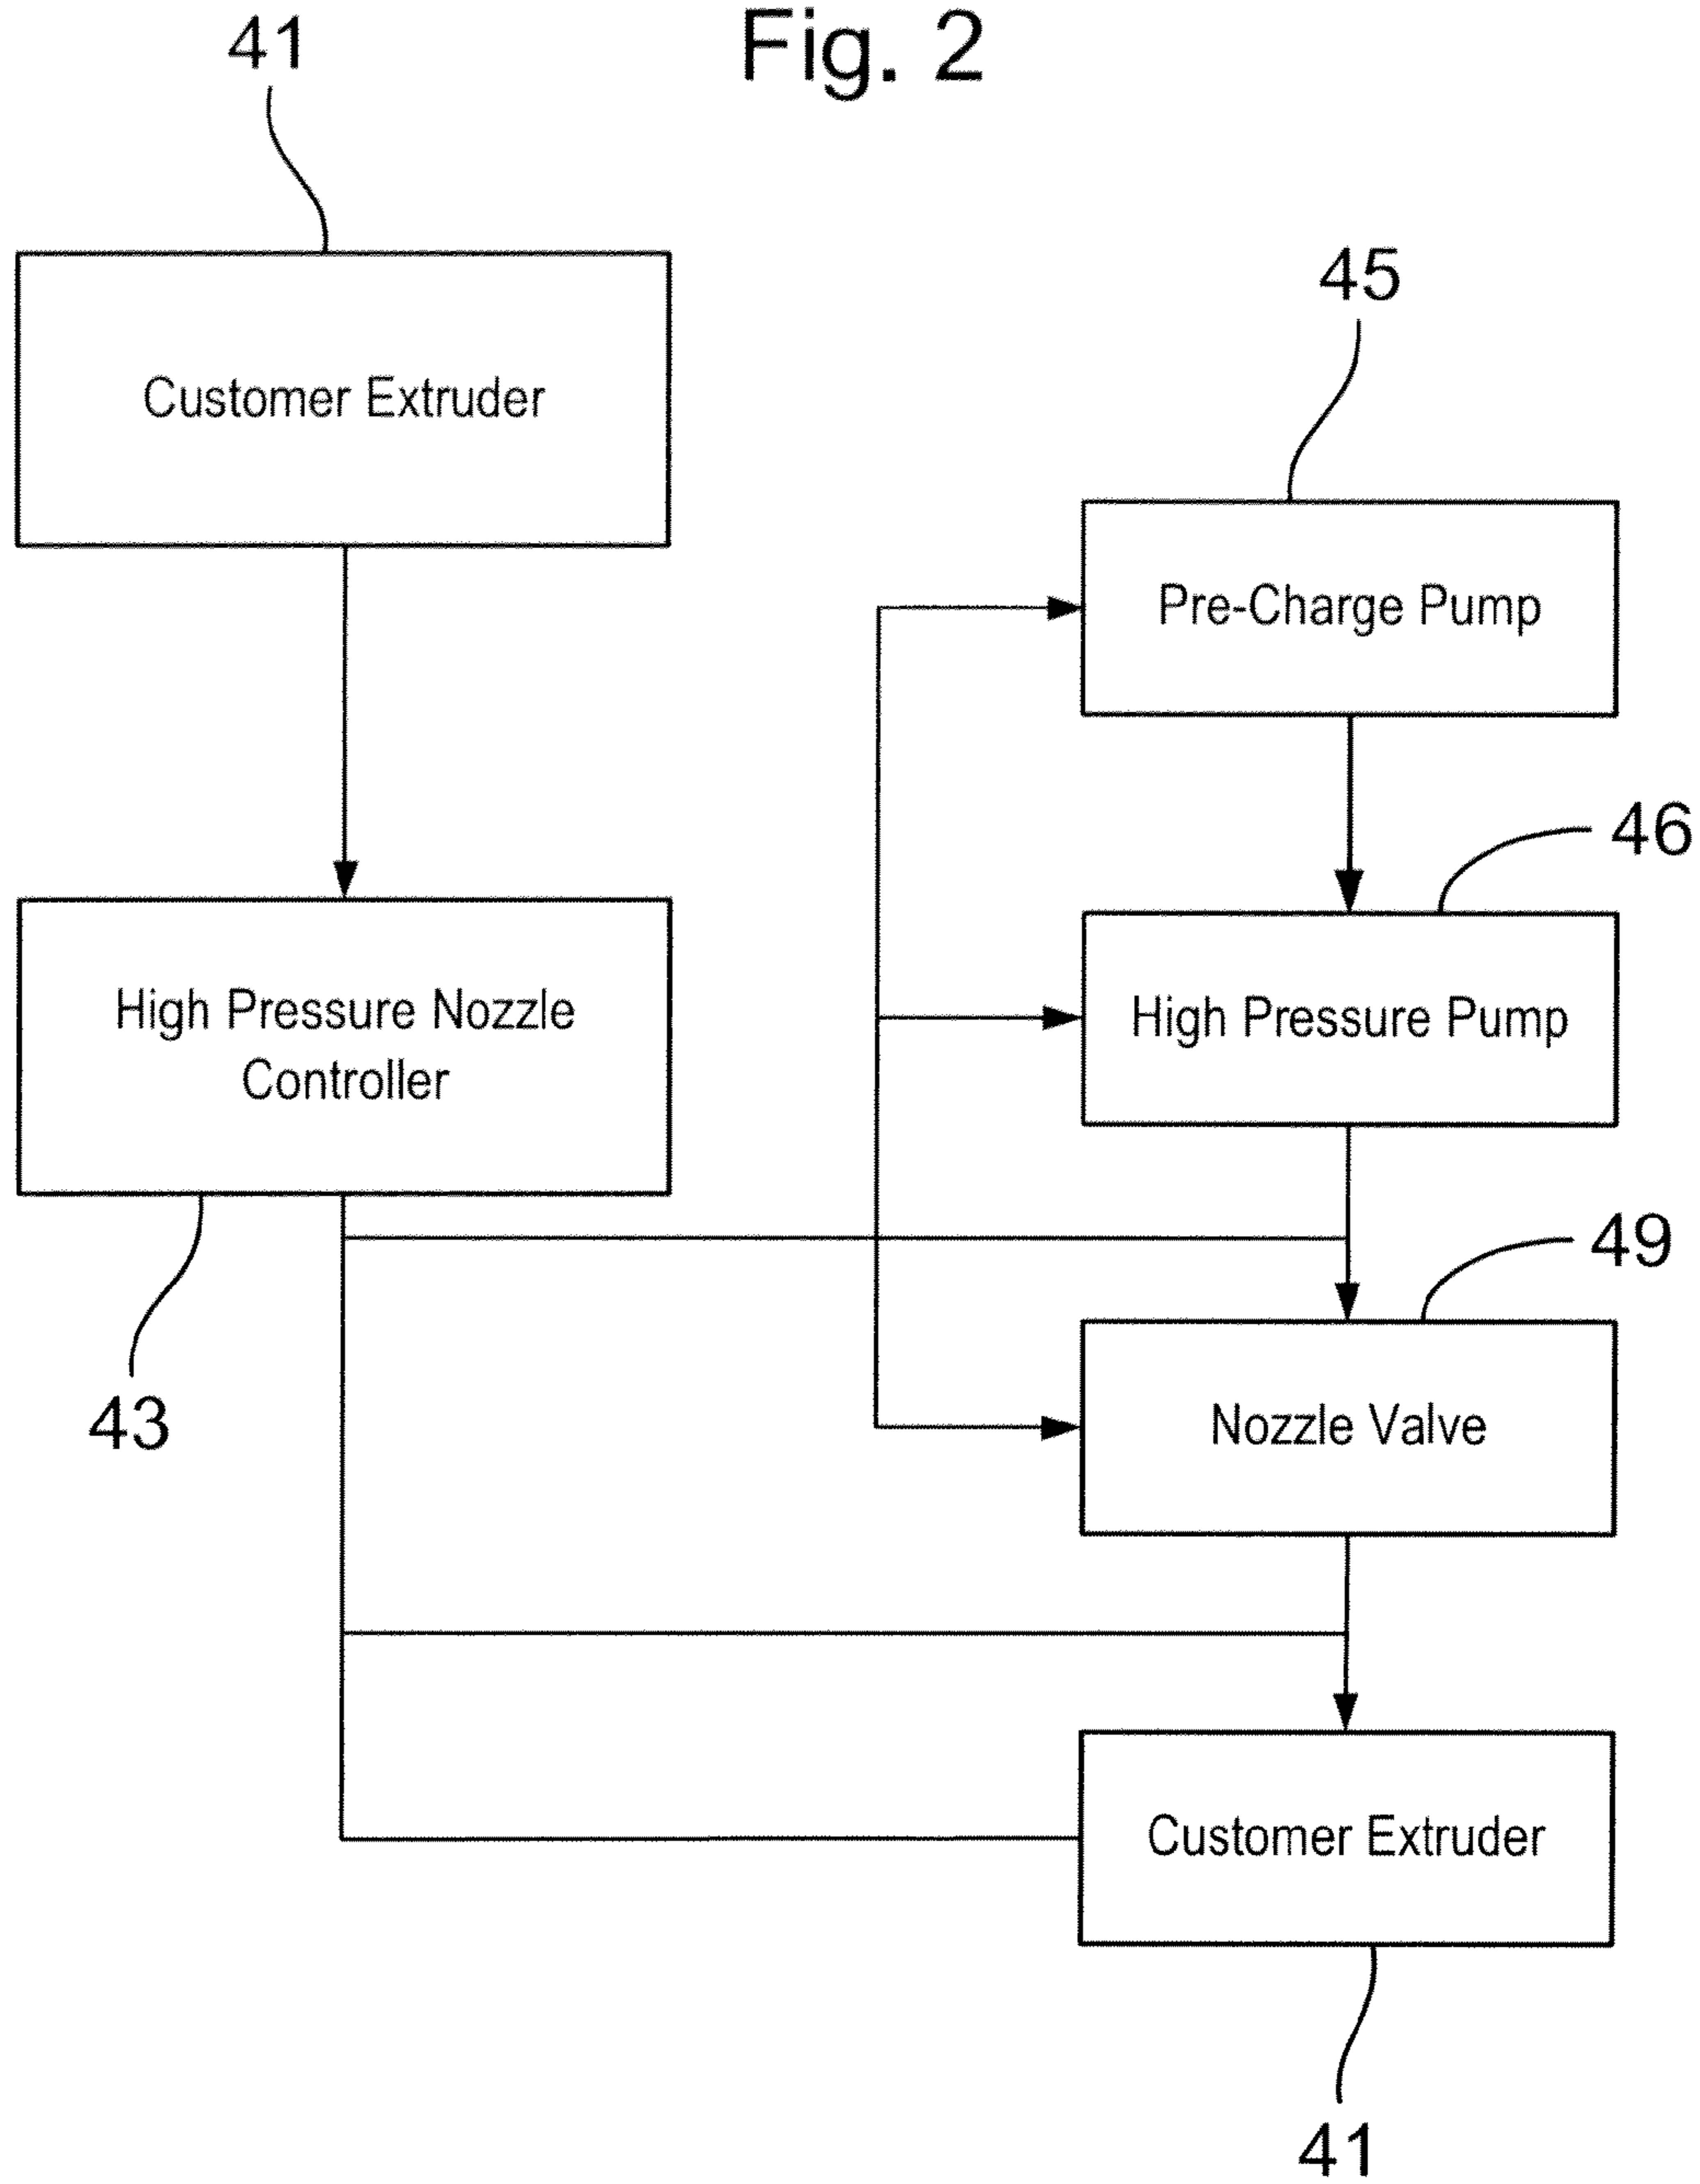 Fig. 2
41
Customer Extruder
45
Pre-Charge Pump
46
High Pressure Nozzle
Controller
High Pressure Pump
43
49
Nozzle Valve
Customer Extruder
41